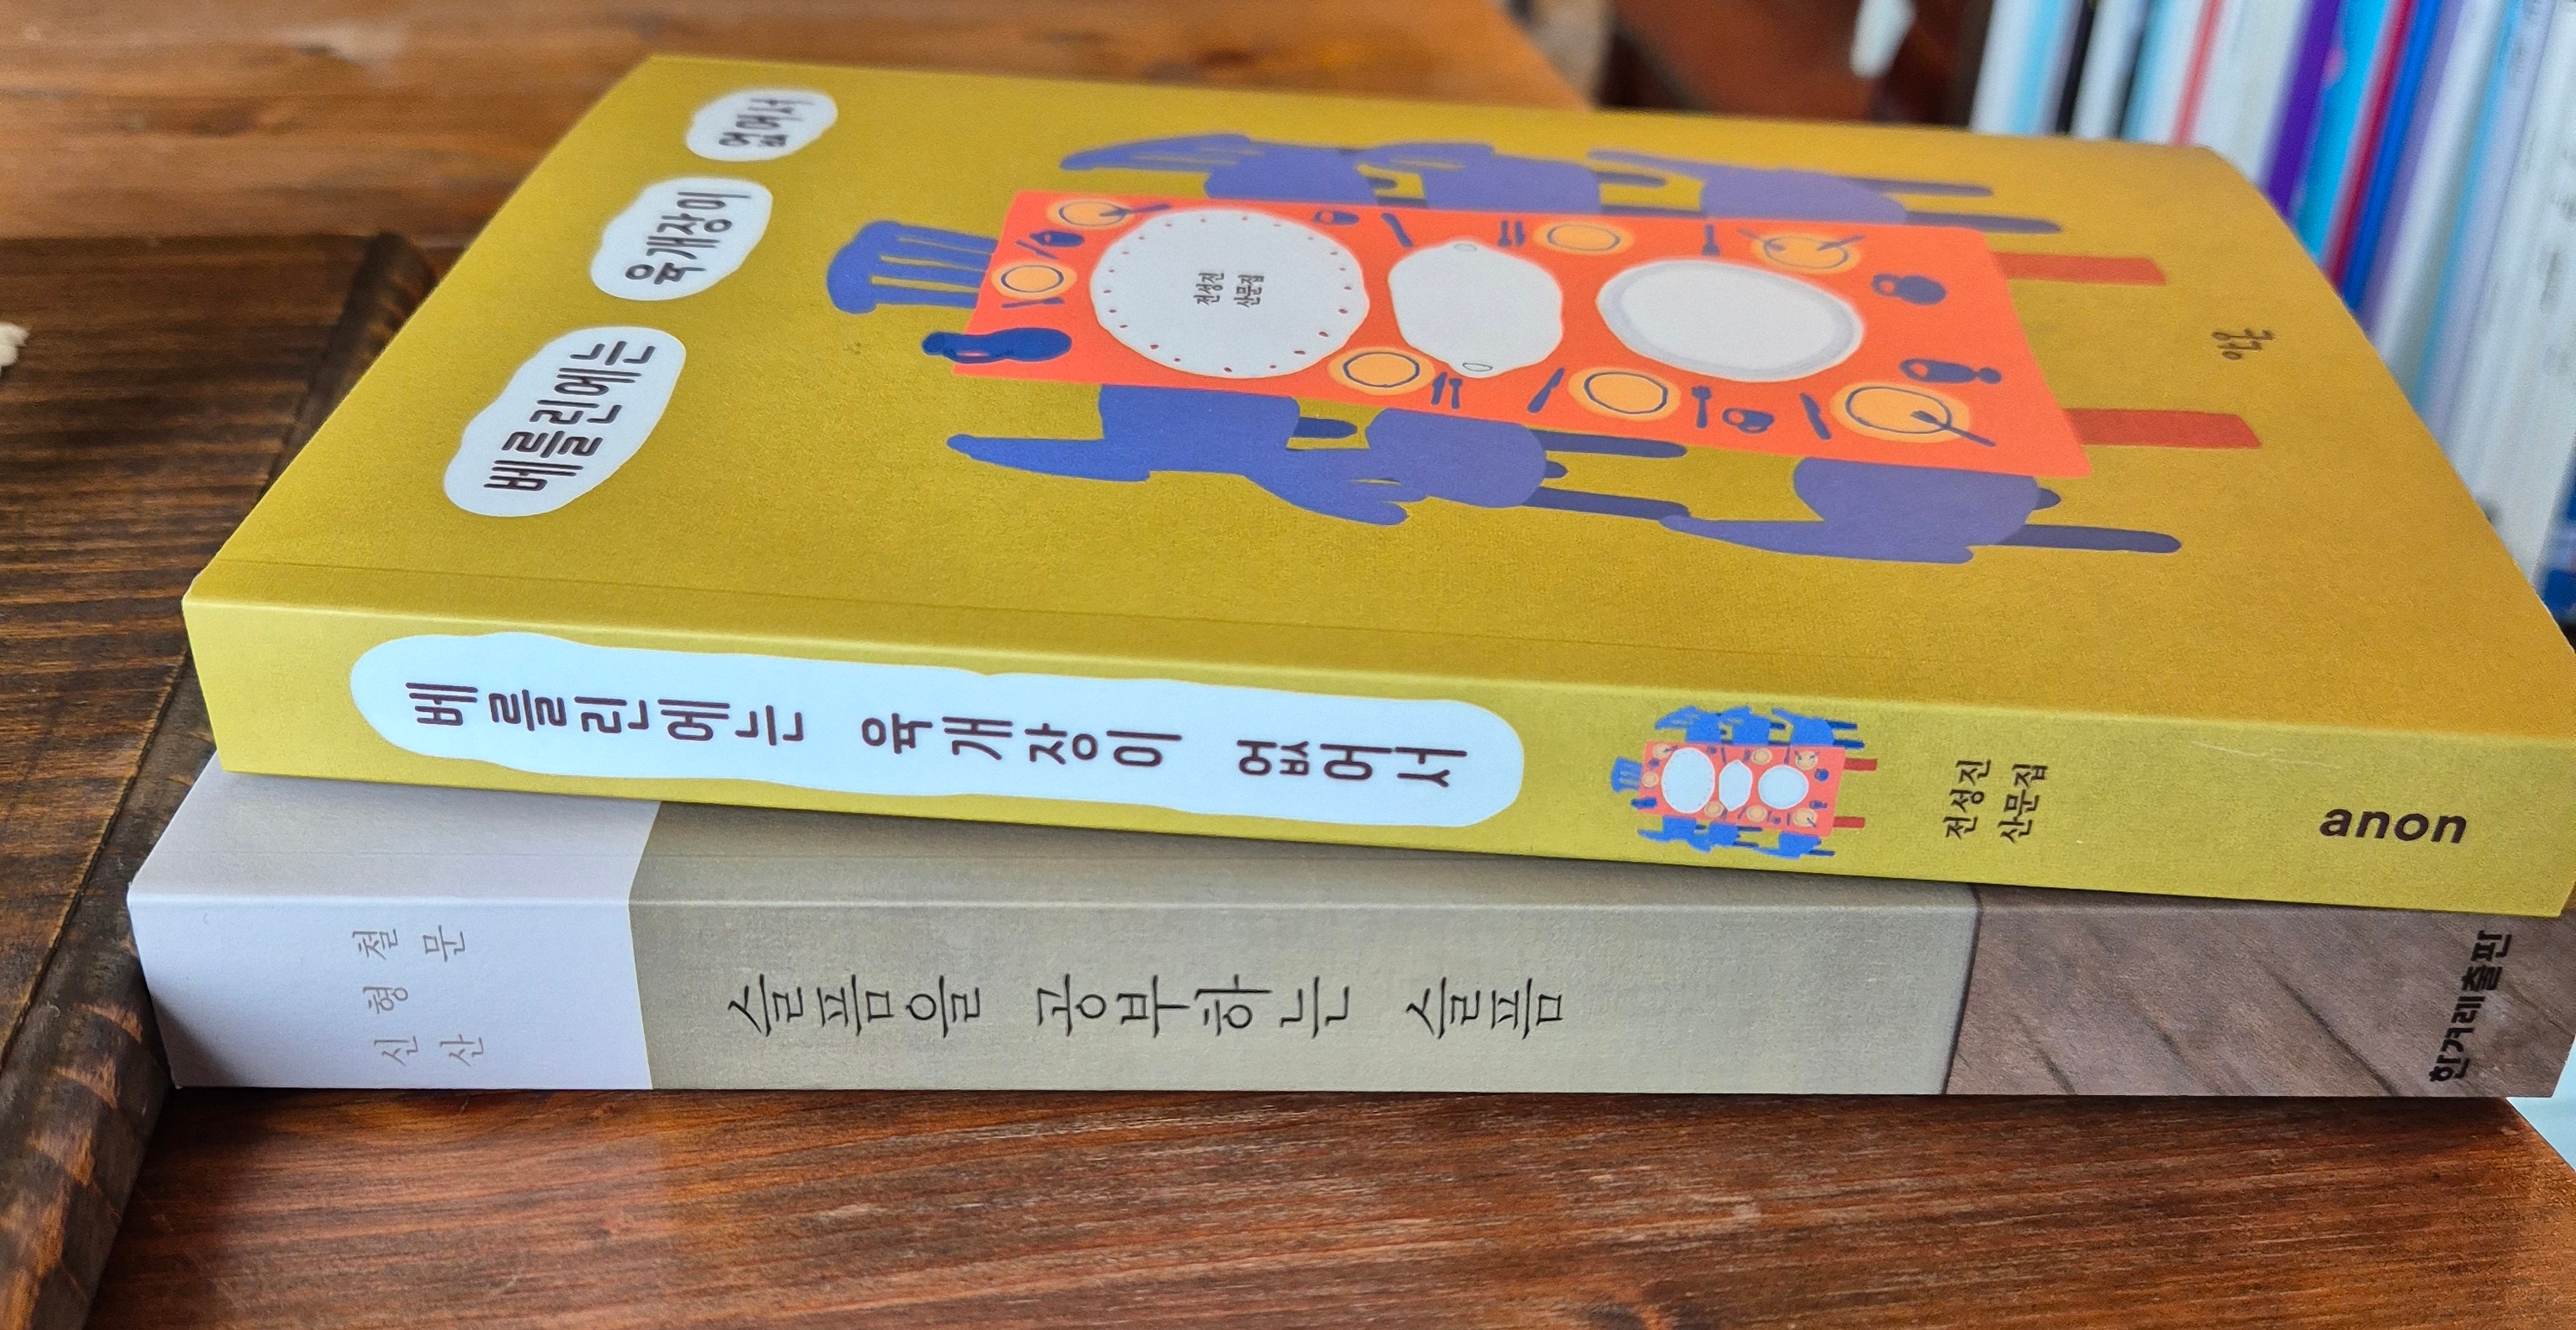 베를린에는
육개장이
없어서
전성진
산문집
안온
베를린에는 육개장이 없어서
전성진
산문집
anon
신형철
산문
슬픔을 공부하는 슬픔
한겨레출판